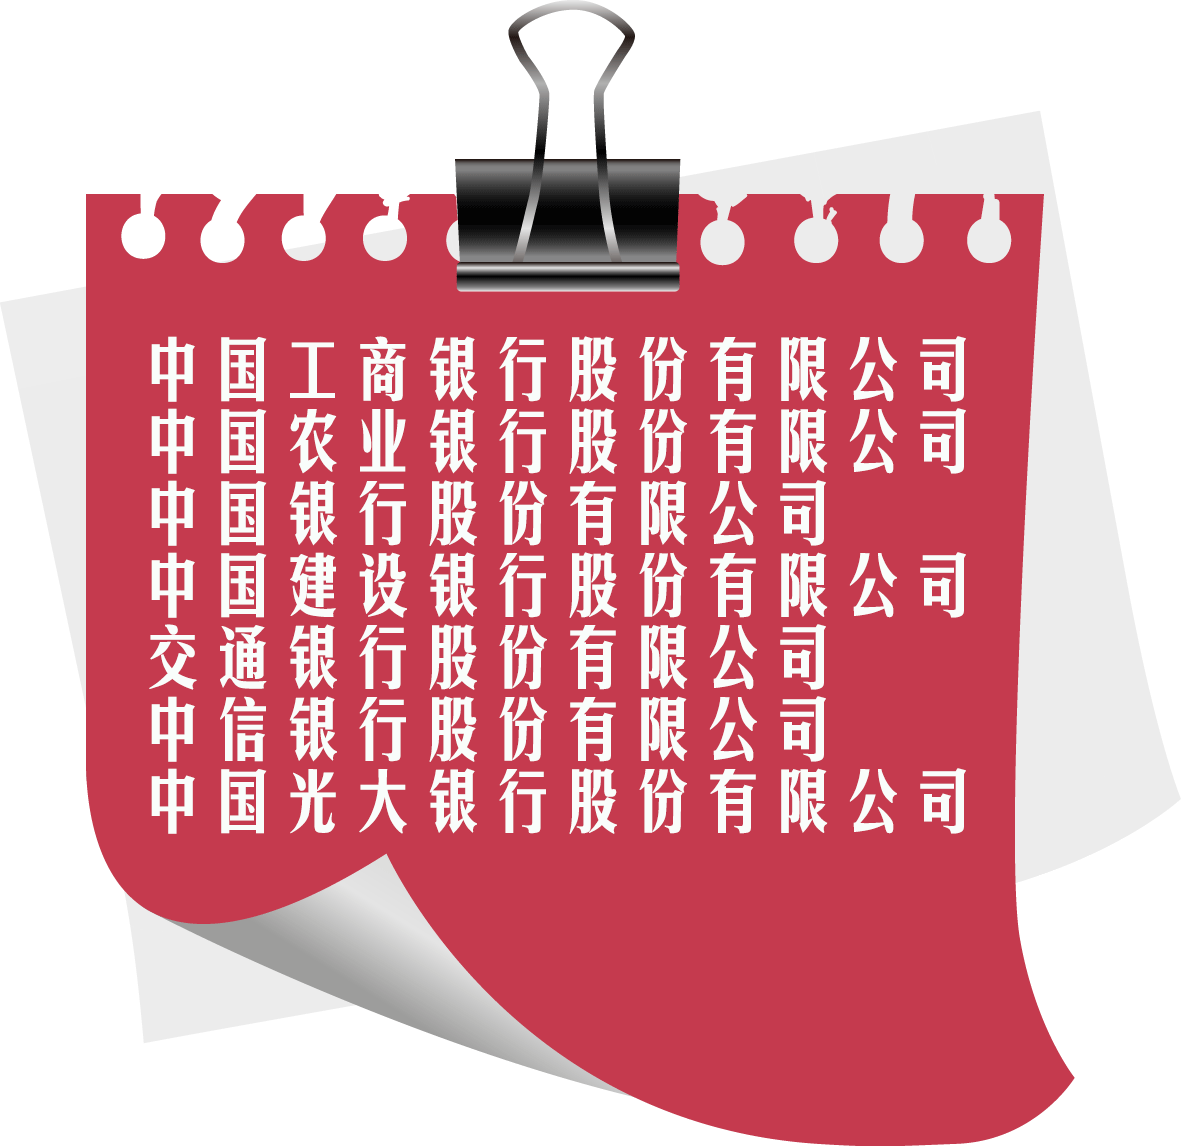 中国工商银行股份有限公司
中国农业银行股份有限公司
中国银行股份有限公司
中国建设银行股份有限公司
交通银行股份有限公司
中信银行股份有限公司
中国光大银行股份有限公司